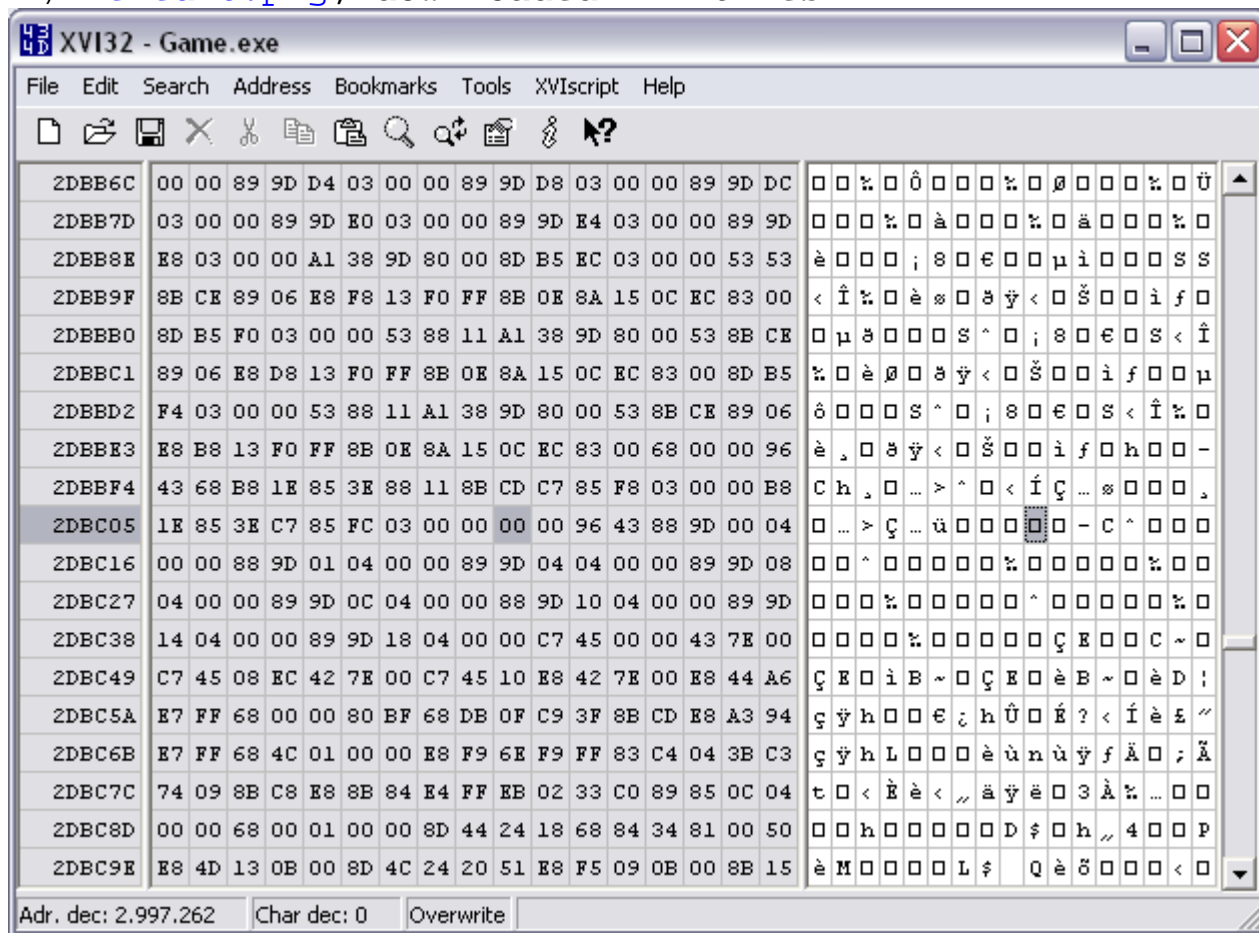 XVI32 - Game.exe
File Edit Search Address Bookmarks Tools XVIscript Help
2DBB6C 00 00 89 9D D4 03 00 00 89 9D D8 03 00 00 89 9D DC □ □ ‰ □ Ô □ □ □ ‰ □ Ø □ □ □ ‰ □ Ü
2DBB7D 03 00 00 89 9D E0 03 00 00 89 9D E4 03 00 00 89 9D □ □ □ ‰ □ à □ □ □ ‰ □ ä □ □ □ ‰ □
2DBB8E E8 03 00 00 A1 38 9D 80 00 8D B5 EC 03 00 00 53 53 è □ □ □ ¡ 8 □ € □ □ µ ì □ □ □ S S
2DBB9F 8B CE 89 06 E8 F8 13 F0 FF 8B 0E 8A 15 0C EC 83 00 ‹ Î ‰ □ è ø □ ð ÿ ‹ □ Š □ □ ì ƒ □
2DBBB0 8D B5 F0 03 00 00 53 88 11 A1 38 9D 80 00 53 8B CE □ µ ð □ □ □ S ˆ □ ¡ 8 □ € □ S ‹ Î
2DBBC1 89 06 E8 D8 13 F0 FF 8B 0E 8A 15 0C EC 83 00 8D B5 ‰ □ è Ø □ ð ÿ ‹ □ Š □ □ ì ƒ □ □ µ
2DBBD2 F4 03 00 00 53 88 11 A1 38 9D 80 00 53 8B CE 89 06 ô □ □ □ S ˆ □ ¡ 8 □ € □ S ‹ Î ‰ □
2DBBE3 E8 B8 13 F0 FF 8B 0E 8A 15 0C EC 83 00 68 00 00 96 è ¸ □ ð ÿ ‹ □ Š □ □ ì ƒ □ h □ □ –
2DBBF4 43 68 B8 1E 85 3E 88 11 8B CD C7 85 F8 03 00 00 B8 C h ¸ □ … > ˆ □ ‹ Í Ç … ø □ □ □ ¸
2DBC05 1E 85 3E C7 85 FC 03 00 00 00 00 96 43 88 9D 00 04 □ … > Ç … ü □ □ □ □ □ – C ˆ □ □ □
2DBC16 00 00 88 9D 01 04 00 00 89 9D 04 04 00 00 89 9D 08 □ □ ˆ □ □ □ □ □ ‰ □ □ □ □ □ ‰ □ □
2DBC27 04 00 00 89 9D 0C 04 00 00 88 9D 10 04 00 00 89 9D □ □ □ ‰ □ □ □ □ □ ˆ □ □ □ □ □ ‰ □
2DBC38 14 04 00 00 89 9D 18 04 00 00 C7 45 00 00 43 7E 00 □ □ □ □ ‰ □ □ □ □ □ Ç E □ □ C ~ □
2DBC49 C7 45 08 EC 42 7E 00 C7 45 10 E8 42 7E 00 E8 44 A6 Ç E □ ì B ~ □ Ç E □ è B ~ □ è D ¦
2DBC5A E7 FF 68 00 00 80 BF 68 DB 0F C9 3F 8B CD E8 A3 94 ç ÿ h □ □ € ¿ h Û □ É ? ‹ Í è £ ”
2DBC6B E7 FF 68 4C 01 00 00 E8 F9 6E F9 FF 83 C4 04 3B C3 ç ÿ h L □ □ □ è ù n ù ÿ ƒ Ä □ ; Ã
2DBC7C 74 09 8B C8 E8 8B 84 E4 FF EB 02 33 C0 89 85 0C 04 t □ ‹ È è ‹ „ ä ÿ ë □ 3 À ‰ … □ □
2DBC8D 00 00 68 00 01 00 00 8D 44 24 18 68 84 34 81 00 50 □ □ h □ □ □ □ □ D $ □ h „ 4 □ □ P
2DBC9E E8 4D 13 0B 00 8D 4C 24 20 51 E8 F5 09 0B 00 8B 15 è M □ □ □ □ L $ Q è õ □ □ □ ‹ □
Adr. dec: 2.997.262 Char dec: 0 Overwrite